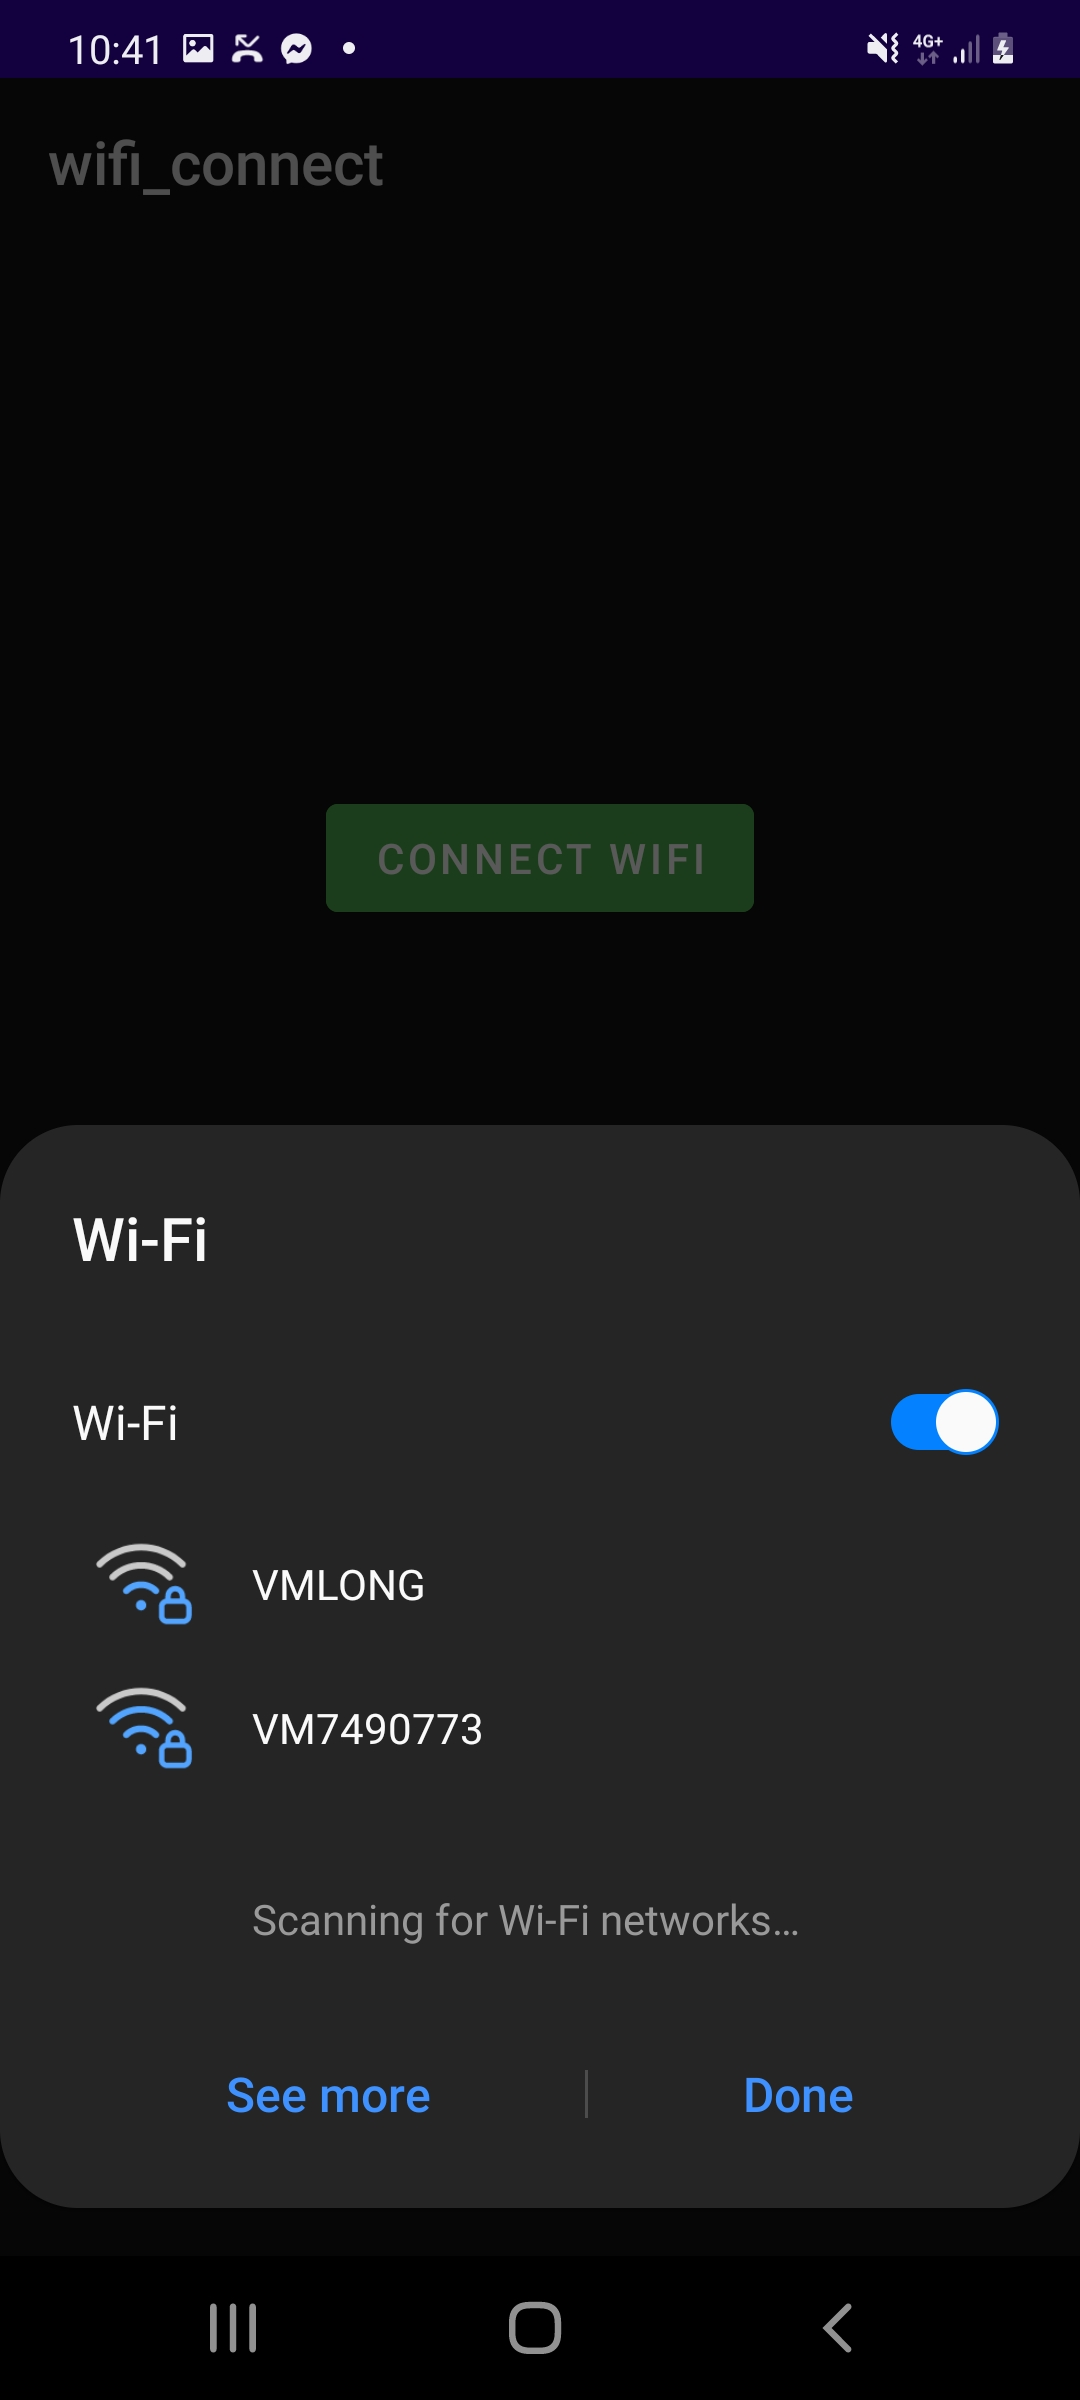 10:41
4G+
wifi_connect
CONNECT WIFI
Wi-Fi
Wi-Fi
VMLONG
VM7490773
Scanning for Wi-Fi networks...
See more
Done